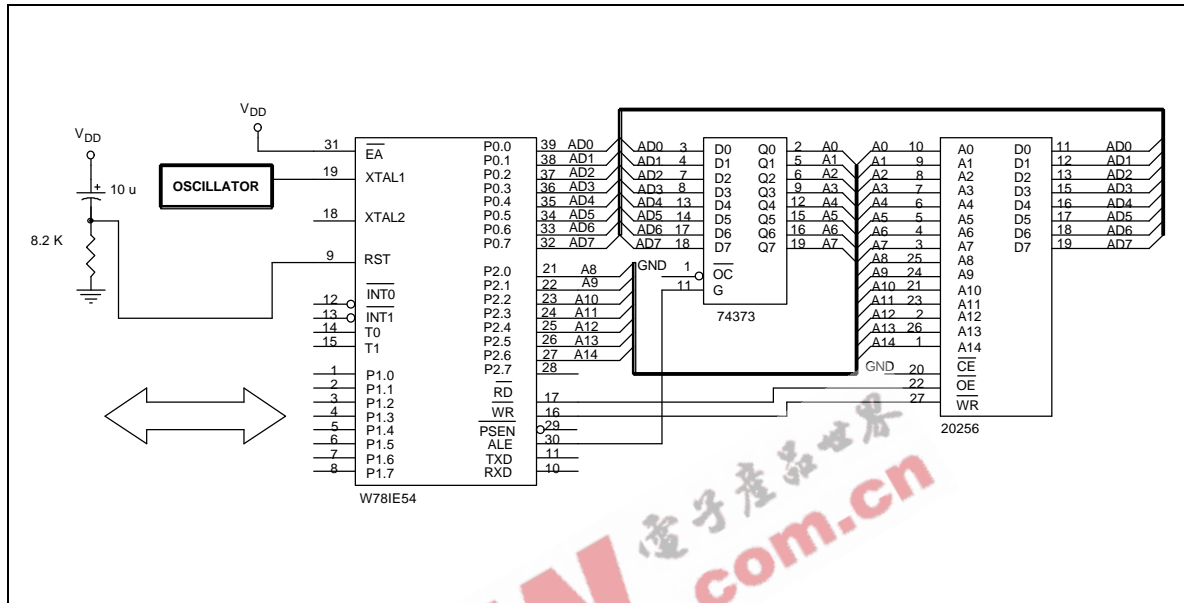 V_DD
V_DD
10 u
8.2 K
OSCILLATOR
31 EA
19 XTAL1
18 XTAL2
9 RST
12 INT0
13 INT1
14 T0
15 T1
1 P1.0
2 P1.1
3 P1.2
4 P1.3
5 P1.4
6 P1.5
7 P1.6
8 P1.7
P0.0 39 AD0
P0.1 38 AD1
P0.2 37 AD2
P0.3 36 AD3
P0.4 35 AD4
P0.5 34 AD5
P0.6 33 AD6
P0.7 32 AD7
P2.0 21 A8
P2.1 22 A9
P2.2 23 A10
P2.3 24 A11
P2.4 25 A12
P2.5 26 A13
P2.6 27 A14
P2.7 28
RD 17
WR 16
PSEN 29
ALE 30
TXD 11
RXD 10
W78IE54
AD0 3 D0 Q0 2 A0
AD1 4 D1 Q1 5 A1
AD2 7 D2 Q2 6 A2
AD3 8 D3 Q3 9 A3
AD4 13 D4 Q4 12 A4
AD5 14 D5 Q5 15 A5
AD6 17 D6 Q6 16 A6
AD7 18 D7 Q7 19 A7
GND 1 OC
11 G
74373
A0 10 A0 D0 11 AD0
A1 9 A1 D1 12 AD1
A2 8 A2 D2 13 AD2
A3 7 A3 D3 15 AD3
A4 6 A4 D4 16 AD4
A5 5 A5 D5 17 AD5
A6 4 A6 D6 18 AD6
A7 3 A7 D7 19 AD7
A8 25 A8
A9 24 A9
A10 21 A10
A11 23 A11
A12 2 A12
A13 26 A13
A14 1 A14
GND 20 CE
22 OE
27 WR
20256
電子產品世界
.com.cn